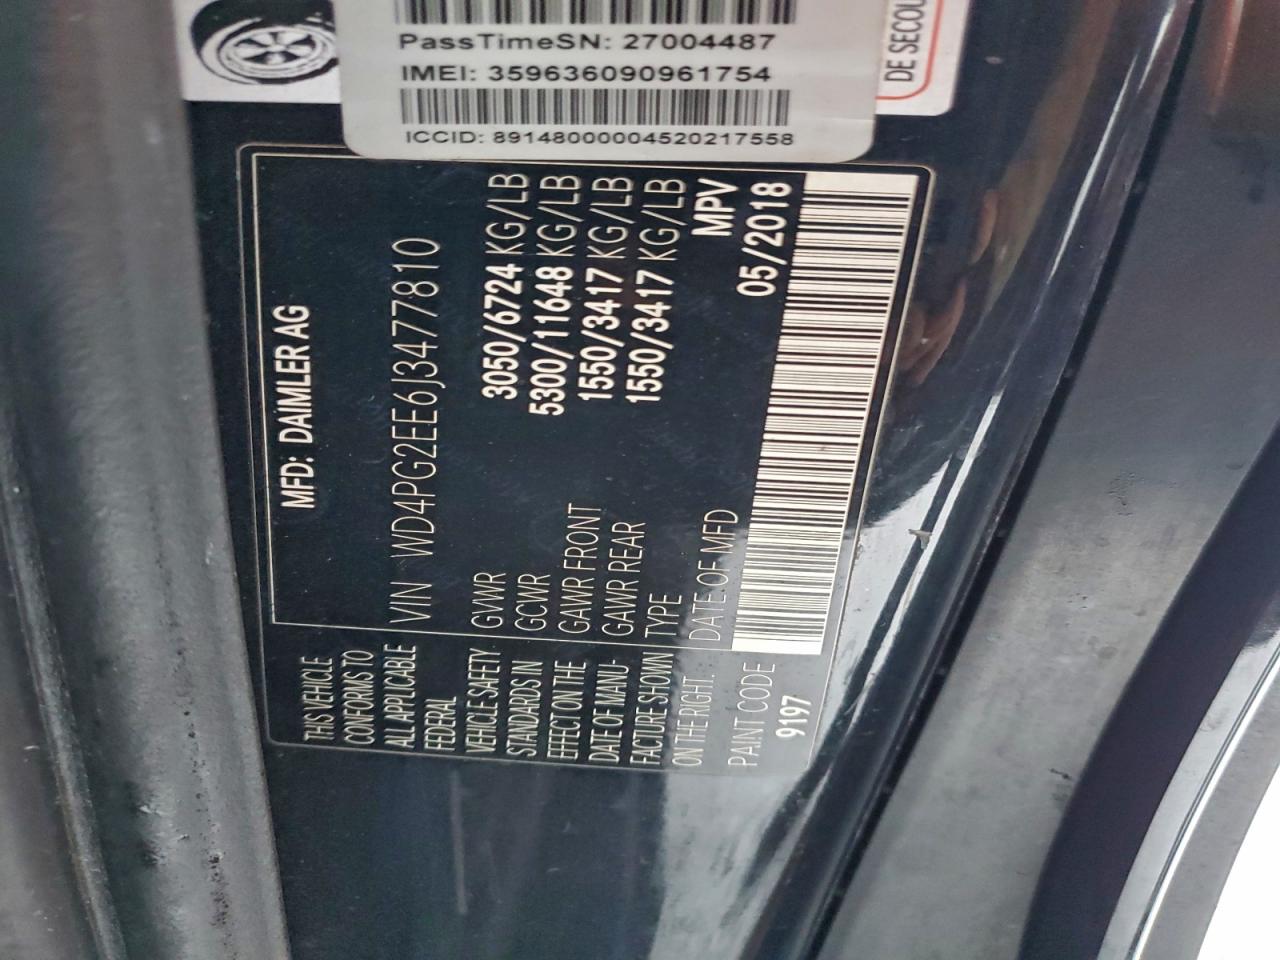 PassTimeSN: 27004487
IMEI: 359636090961754
ICCID: 89148000004520217558
DE SECOU
MFD: DAIMLER AG
VIN WD4PG2EE6J3477810
GVWR 3050/6724 KG/LB
GCWR 5300/11648 KG/LB
GAWR FRONT 1550/3417 KG/LB
GAWR REAR 1550/3417 KG/LB
TYPE MPV
DATE OF MFD 05/2018
THIS VEHICLE
CONFORMS TO
ALL APPLICABLE
FEDERAL
VEHICLE SAFETY
STANDARDS IN
EFFECT ON THE
DATE OF MANU-
FACTURE SHOWN
ON THE RIGHT.
PAINT CODE
9197